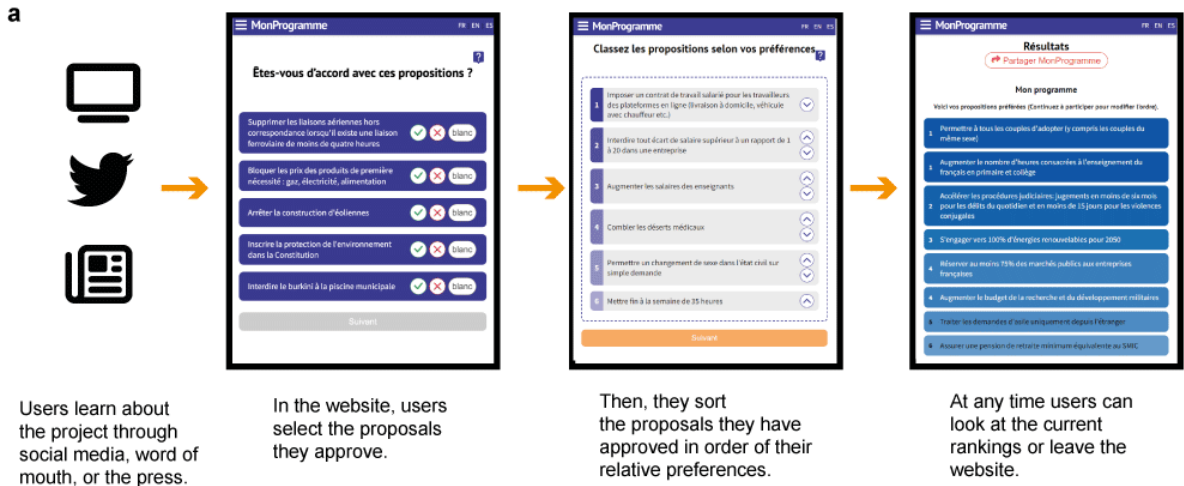 a
MonProgramme
FR EN ES
?
Êtes-vous d'accord avec ces propositions ?
Supprimer les liaisons aériennes hors
correspondance lorsqu'il existe une liaison
ferroviaire de moins de quatre heures
blanc
Bloquer les prix des produits de première
nécessité : gaz, électricité, alimentation
blanc
Arrêter la construction d'éoliennes
blanc
Inscrire la protection de l'environnement
dans la Constitution
blanc
Interdire le burkini à la piscine municipale
blanc
Suivant
MonProgramme
FR EN ES
Classez les propositions selon vos préférences
?
1
Imposer un contrat de travail salarié pour les travailleurs
des plateformes en ligne (livraison à domicile, véhicule
avec chauffeur etc.)
2
Interdire tout écart de salaire supérieur à un rapport de 1
à 20 dans une entreprise
3
Augmenter les salaires des enseignants
4
Combler les déserts médicaux
5
Permettre un changement de sexe dans l'état civil sur
simple demande
6
Mettre fin à la semaine de 35 heures
Suivant
MonProgramme
FR EN ES
Résultats
Partager MonProgramme
Mon programme
Voici vos propositions préférées (Continuez à participer pour modifier l'ordre).
1 Permettre à tous les couples d'adopter (y compris les couples du
même sexe)
1 Augmenter le nombre d'heures consacrées à l'enseignement du
français en primaire et collège
2 Accélérer les procédures judiciaires: jugements en moins de six mois
pour les délits du quotidien et en moins de 15 jours pour les violences
conjugales
3 S'engager vers 100% d'énergies renouvelables pour 2050
4 Réserver au moins 75% des marchés publics aux entreprises
françaises
4 Augmenter le budget de la recherche et du développement militaires
Traiter les demandes d'asile uniquement depuis l'étranger
6 Assurer une pension de retraite minimum équivalente au SMIC
Users learn about
the project through
social media, word of
mouth, or the press.
In the website, users
select the proposals
they approve.
Then, they sort
the proposals they have
approved in order of their
relative preferences.
At any time users can
look at the current
rankings or leave the
website.